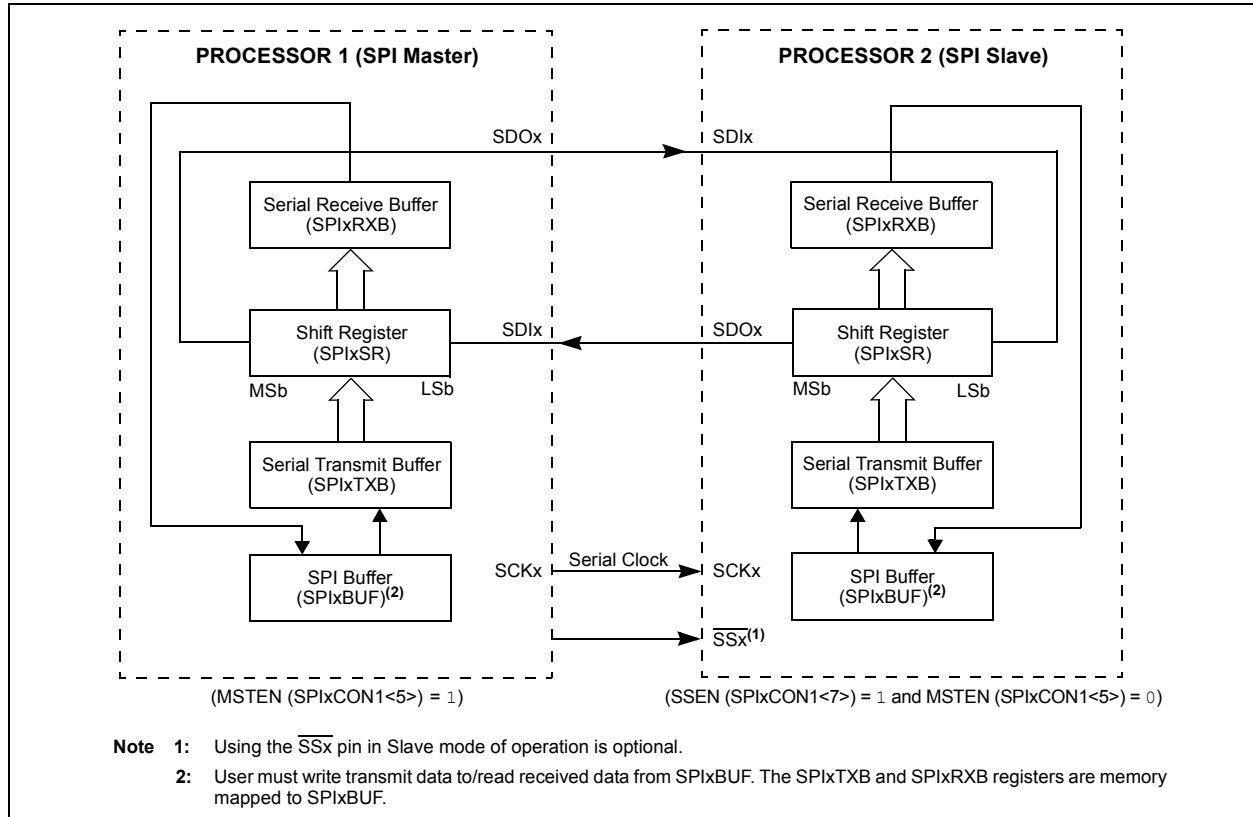 PROCESSOR 1 (SPI Master)
PROCESSOR 2 (SPI Slave)
SDOx
SDIx
Serial Receive Buffer
(SPIxRXB)
Serial Receive Buffer
(SPIxRXB)
Shift Register
(SPIxSR)
SDIx
SDOx
Shift Register
(SPIxSR)
MSb
LSb
MSb
LSb
Serial Transmit Buffer
(SPIxTXB)
Serial Transmit Buffer
(SPIxTXB)
SPI Buffer
(SPIxBUF)(2)
SCKx
Serial Clock
SCKx
SPI Buffer
(SPIxBUF)(2)
SSx(1)
(MSTEN (SPIxCON1<5>) = 1)
(SSEN (SPIxCON1<7>) = 1 and MSTEN (SPIxCON1<5>) = 0)
Note 1: Using the SSx pin in Slave mode of operation is optional.
2: User must write transmit data to/read received data from SPIxBUF. The SPIxTXB and SPIxRXB registers are memory
mapped to SPIxBUF.